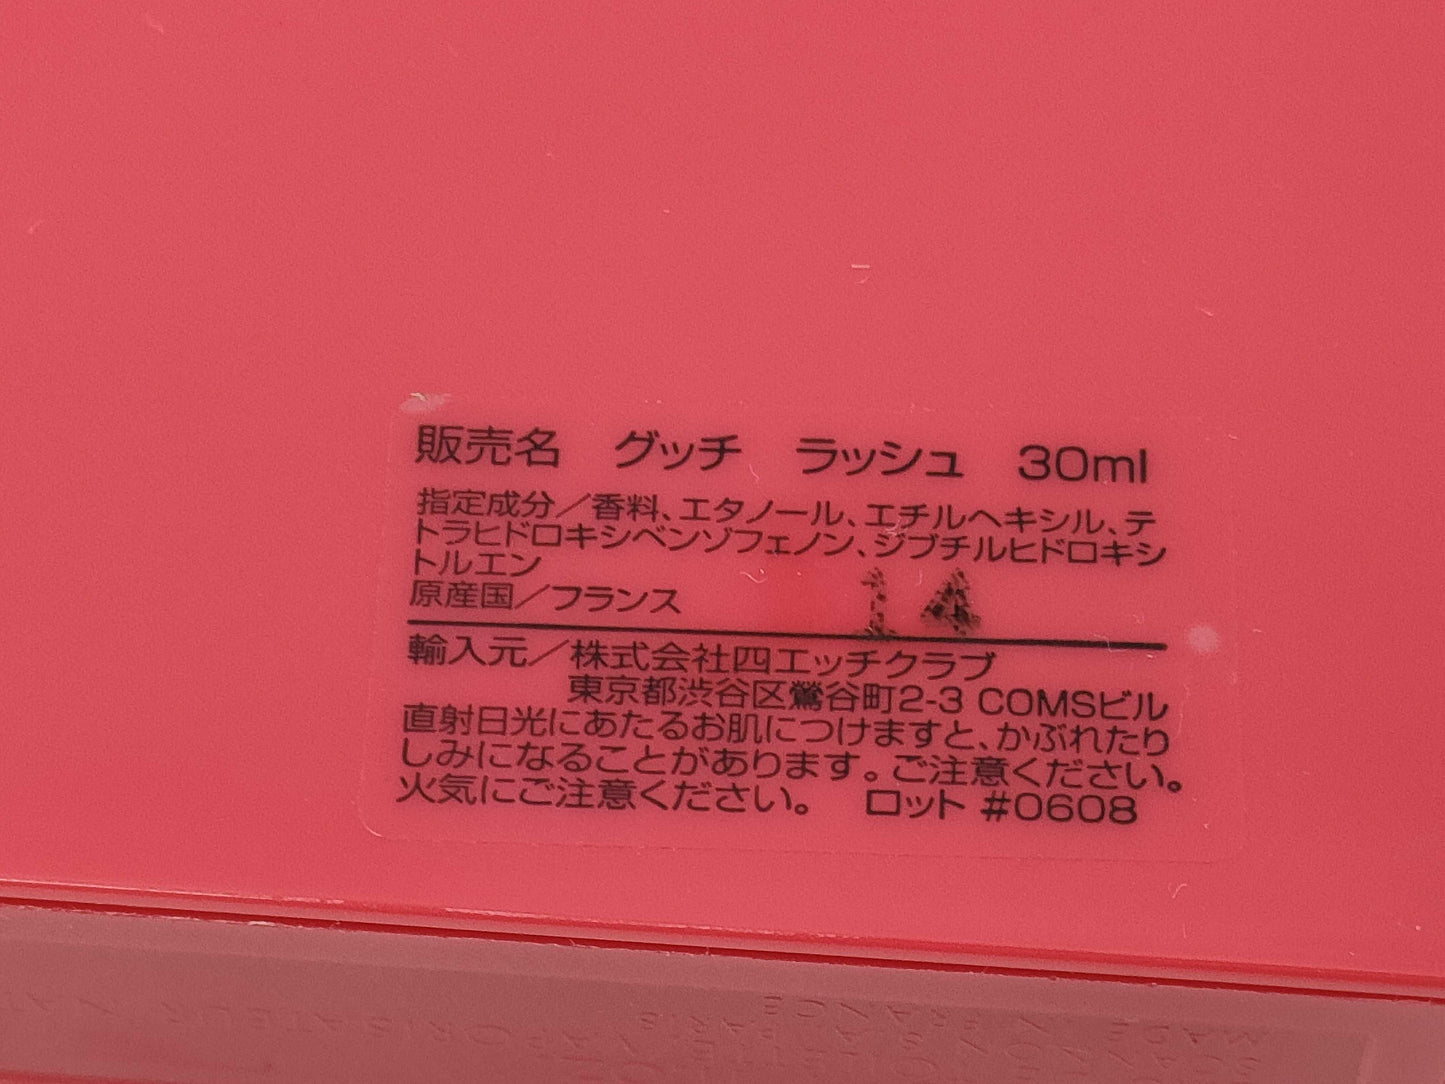 販売名　グッチ　ラッシュ　30ml
指定成分／香料、エタノール、エチルヘキシル、テ
トラヒドロキシベンゾフェノン、ジブチルヒドロキシ
トルエン
14
原産国／フランス
輸入元／株式会社四エッチクラブ
東京都渋谷区鶯谷町2-3 COMSビル
直射日光にあたるお肌につけますと、かぶれたり
しみになることがあります。ご注意ください。
火気にご注意ください。　ロット #0608